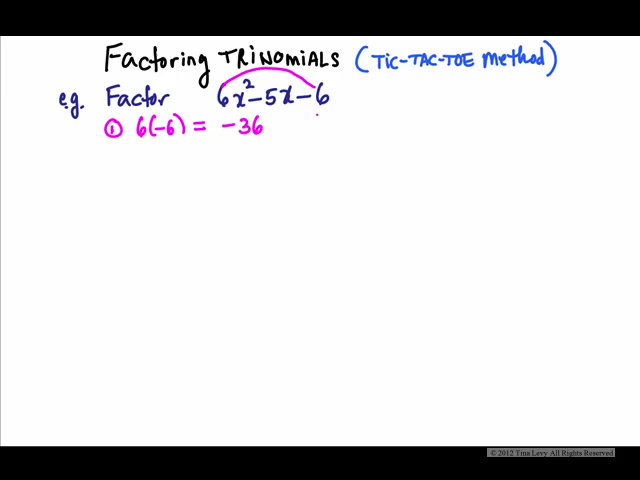 Factoring TRINOMIALS (TIC-TAC-TOE Method)
e.g. Factor 6x² - 5x - 6
① 6(-6) = -36
© 2012 Tina Levy All Rights Reserved